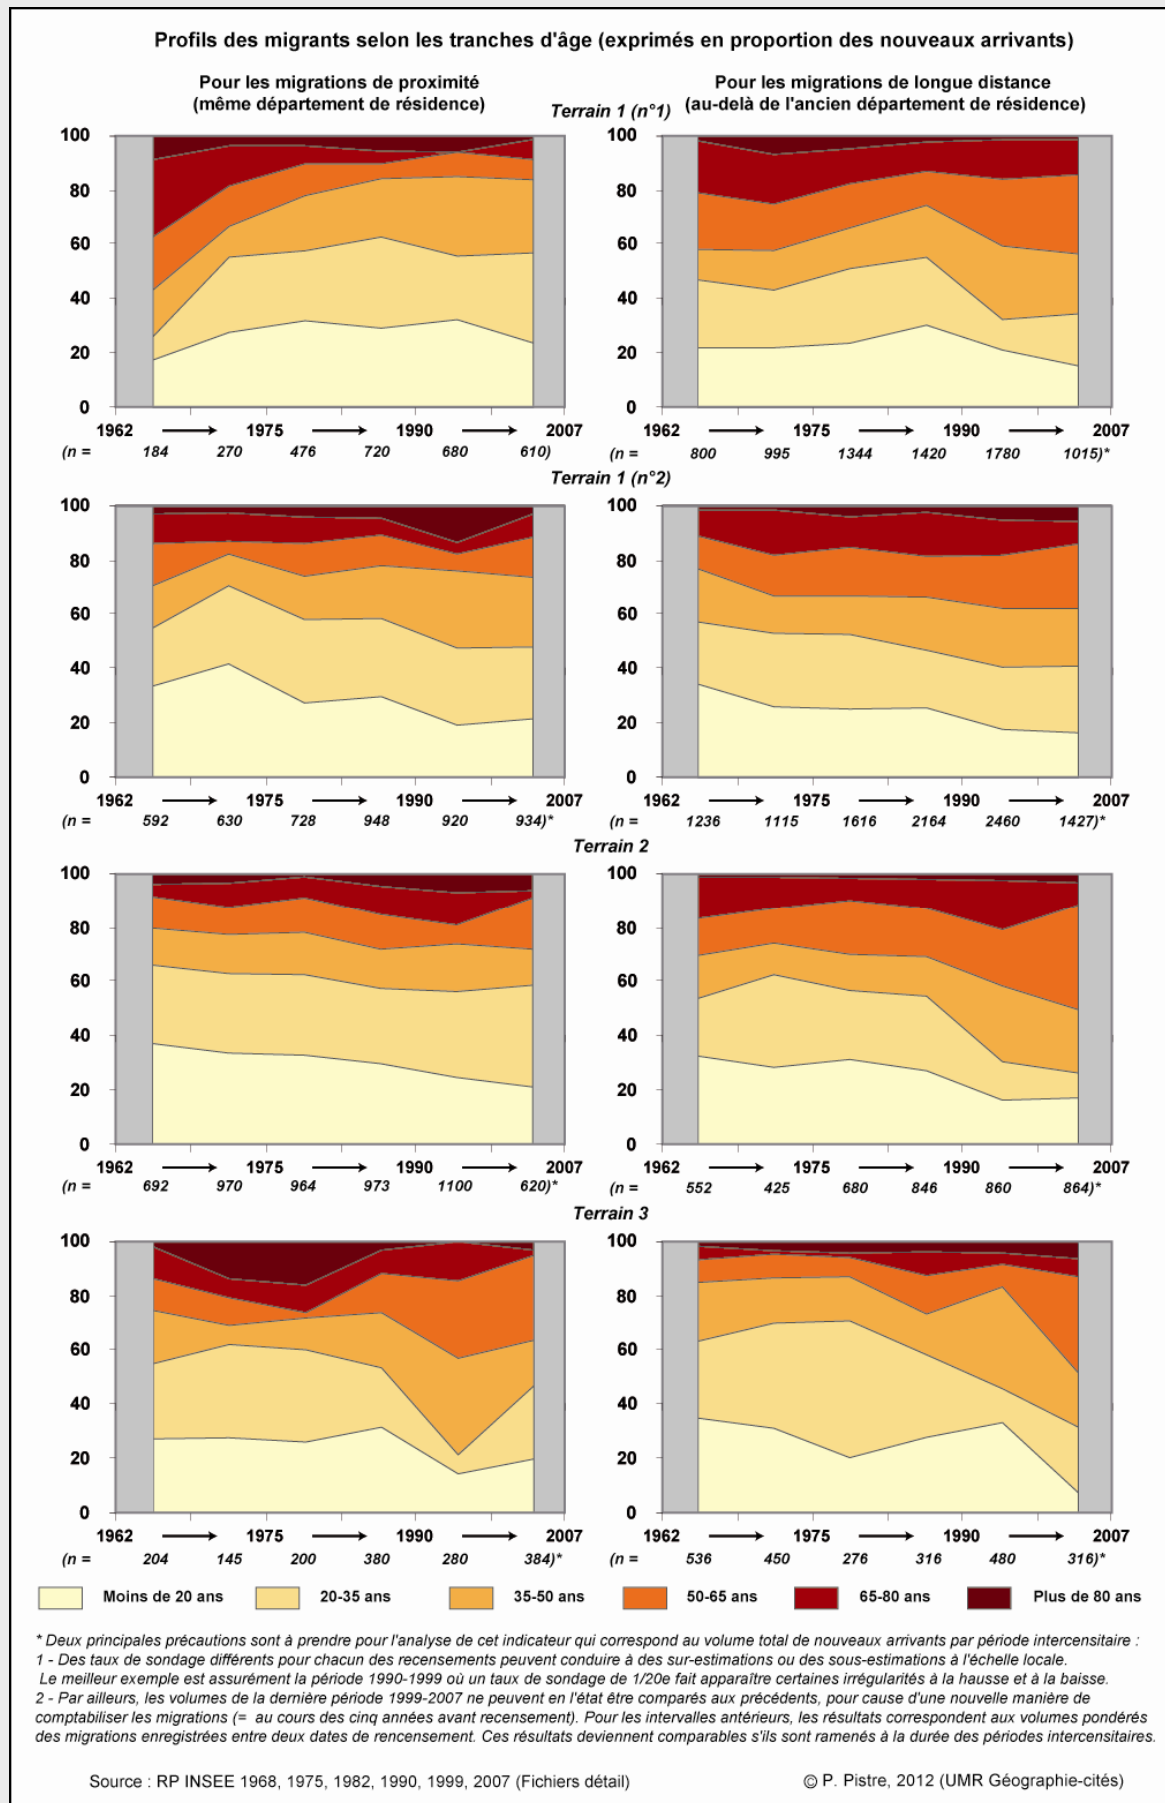 Profils des migrants selon les tranches d'âge (exprimés en proportion des nouveaux arrivants)
Pour les migrations de proximité
(même département de résidence)
Pour les migrations de longue distance
(au-delà de l'ancien département de résidence)
Terrain 1 (n°1)
100
80
60
40
20
0
1962 1975 1990 2007
(n = 184 270 476 720 680 610)
100
80
60
40
20
0
1962 1975 1990 2007
(n = 800 995 1344 1420 1780 1015)*
Terrain 1 (n°2)
100
80
60
40
20
0
1962 1975 1990 2007
(n = 592 630 728 948 920 934)*
100
80
60
40
20
0
1962 1975 1990 2007
(n = 1236 1115 1616 2164 2460 1427)*
Terrain 2
100
80
60
40
20
0
1962 1975 1990 2007
(n = 692 970 964 973 1100 620)*
100
80
60
40
20
0
1962 1975 1990 2007
(n = 552 425 680 846 860 864)*
Terrain 3
100
80
60
40
20
0
1962 1975 1990 2007
(n = 204 145 200 380 280 384)*
100
80
60
40
20
0
1962 1975 1990 2007
(n = 536 450 276 316 480 316)*
Moins de 20 ans 20-35 ans 35-50 ans 50-65 ans 65-80 ans Plus de 80 ans
* Deux principales précautions sont à prendre pour l'analyse de cet indicateur qui correspond au volume total de nouveaux arrivants par période intercensitaire :
1 - Des taux de sondage différents pour chacun des recensements peuvent conduire à des sur-estimations ou des sous-estimations à l'échelle locale.
Le meilleur exemple est assurément la période 1990-1999 où un taux de sondage de 1/20e fait apparaître certaines irrégularités à la hausse et à la baisse.
2 - Par ailleurs, les volumes de la dernière période 1999-2007 ne peuvent en l'état être comparés aux précédents, pour cause d'une nouvelle manière de
comptabiliser les migrations (= au cours des cinq années avant recensement). Pour les intervalles antérieurs, les résultats correspondent aux volumes pondérés
des migrations enregistrées entre deux dates de rencensement. Ces résultats deviennent comparables s'ils sont ramenés à la durée des périodes intercensitaires.
Source : RP INSEE 1968, 1975, 1982, 1990, 1999, 2007 (Fichiers détail)
© P. Pistre, 2012 (UMR Géographie-cités)